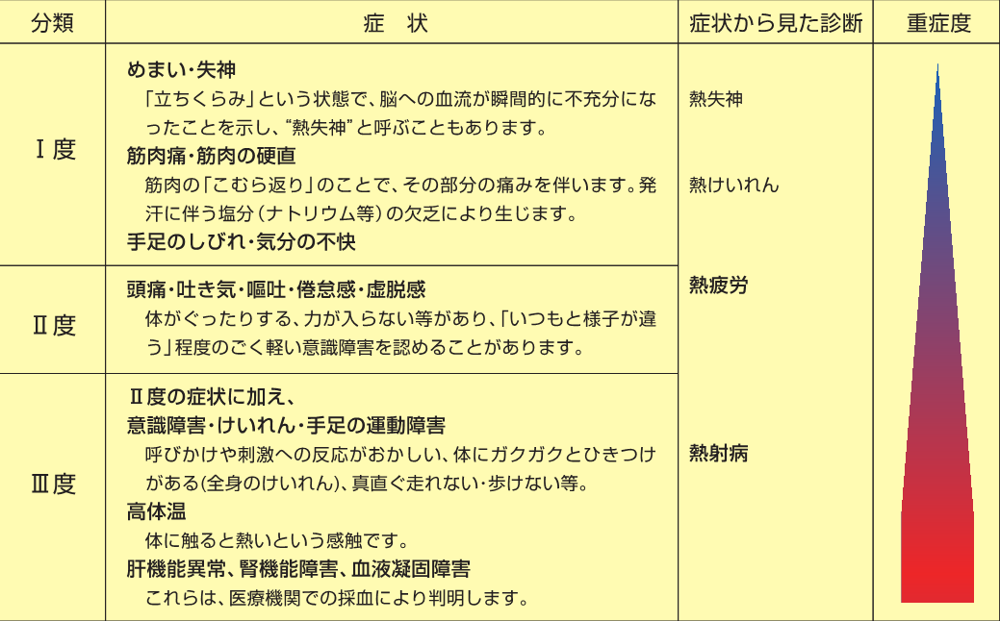 分類
症 状
症状から見た診断
重症度
Ⅰ度
めまい・失神
「立ちくらみ」という状態で、脳への血流が瞬間的に不充分にな
ったことを示し、“熱失神”と呼ぶこともあります。
熱失神
筋肉痛・筋肉の硬直
筋肉の「こむら返り」のことで、その部分の痛みを伴います。発
汗に伴う塩分(ナトリウム等)の欠乏により生じます。
熱けいれん
手足のしびれ・気分の不快
Ⅱ度
頭痛・吐き気・嘔吐・倦怠感・虚脱感
体がぐったりする、力が入らない等があり、「いつもと様子が違
う」程度のごく軽い意識障害を認めることがあります。
熱疲労
Ⅲ度
Ⅱ度の症状に加え、
意識障害・けいれん・手足の運動障害
呼びかけや刺激への反応がおかしい、体にガクガクとひきつけ
がある(全身のけいれん)、真直ぐ走れない・歩けない等。
熱射病
高体温
体に触ると熱いという感触です。
肝機能異常、腎機能障害、血液凝固障害
これらは、医療機関での採血により判明します。